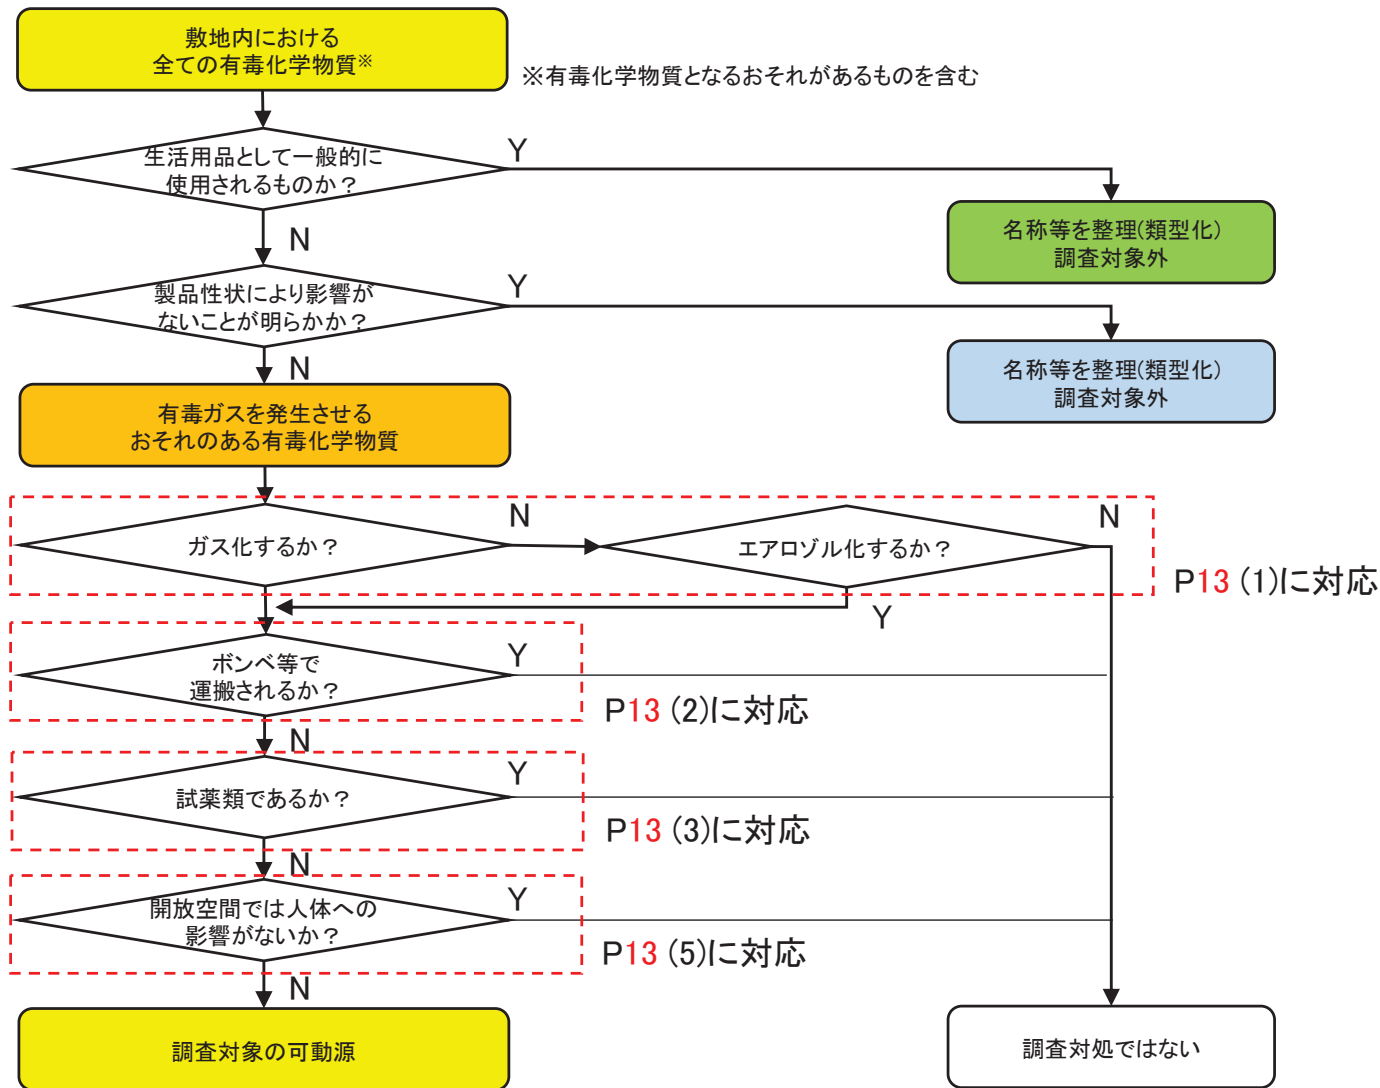 敷地内における
全ての有毒化学物質※
※有毒化学物質となるおそれがあるものを含む
生活用品として一般的に
使用されるものか？
Y
N
名称等を整理(類型化)
調査対象外
製品性状により影響が
ないことが明らかか？
Y
N
名称等を整理(類型化)
調査対象外
有毒ガスを発生させる
おそれのある有毒化学物質
ガス化するか？
N
エアロゾル化するか？
N
Y
P13 (1)に対応
ボンベ等で
運搬されるか？
Y
N
P13 (2)に対応
試薬類であるか？
Y
N
P13 (3)に対応
開放空間では人体への
影響がないか？
Y
N
P13 (5)に対応
調査対象の可動源
調査対処ではない